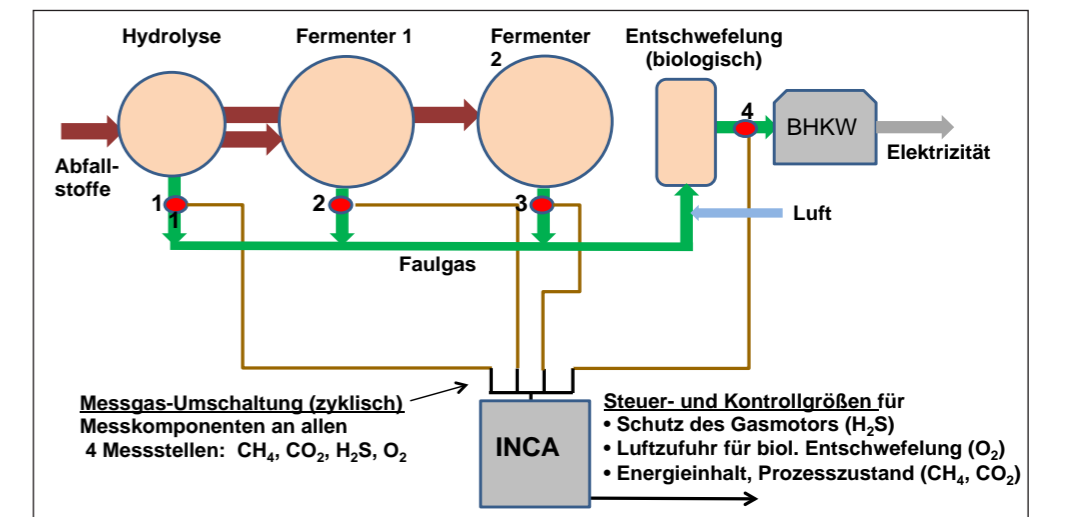 Hydrolyse
Fermenter 1
Fermenter
2
Entschwefelung
(biologisch)
4
BHKW
Elektrizität
Abfall-
stoffe
1
1
2
3
Luft
Faulgas
Messgas-Umschaltung (zyklisch)
Messkomponenten an allen
4 Messstellen: CH₄, CO₂, H₂S, O₂
INCA
Steuer- und Kontrollgrößen für
• Schutz des Gasmotors (H₂S)
• Luftzufuhr für biol. Entschwefelung (O₂)
• Energieinhalt, Prozesszustand (CH₄, CO₂)